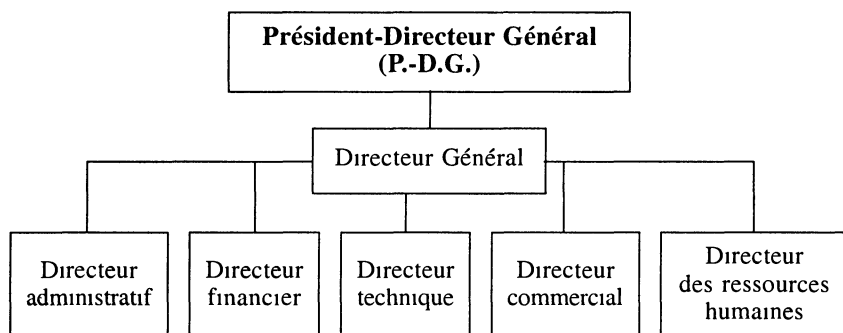 Président-Directeur Général
(P.-D.G.)
Directeur Général
Directeur
administratif
Directeur
financier
Directeur
technique
Directeur
commercial
Directeur
des ressources
humaines